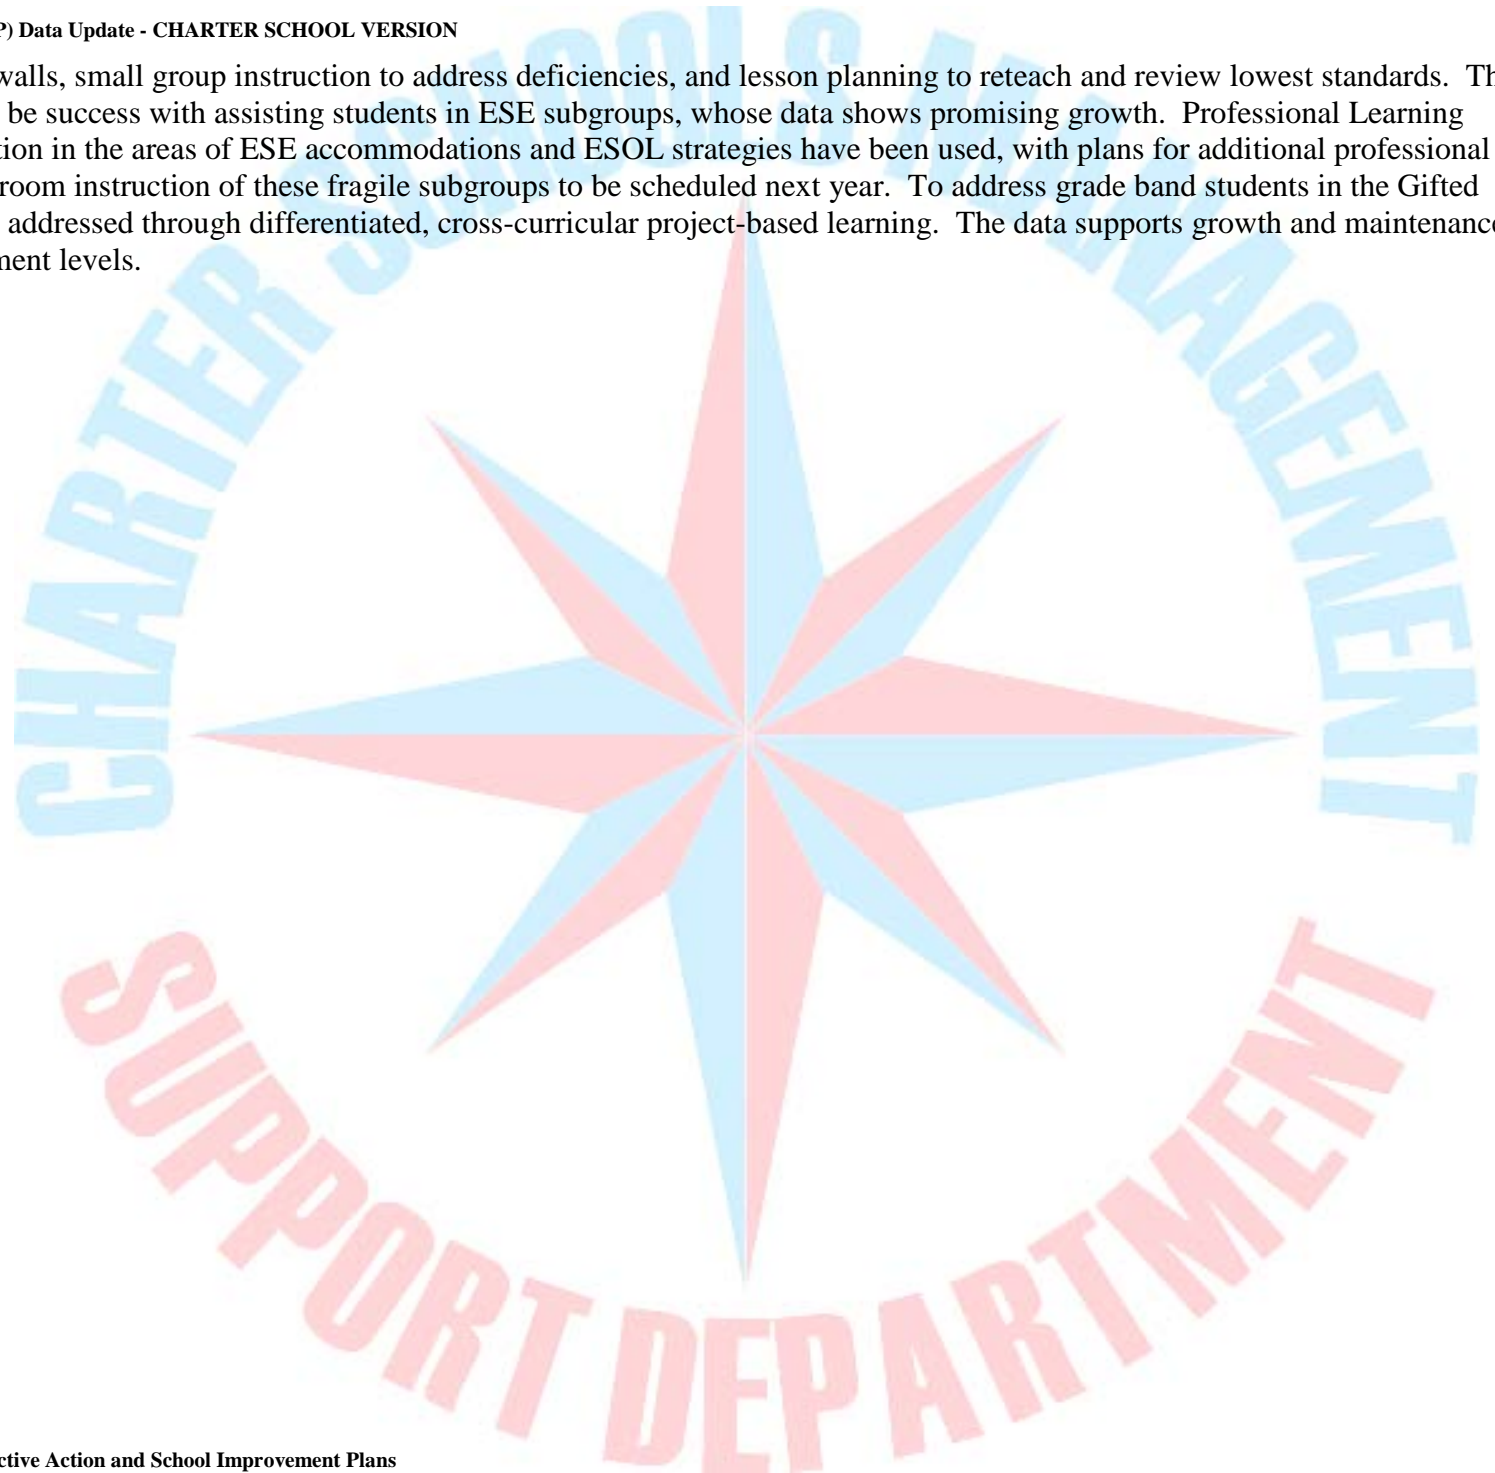 P) Data Update - CHARTER SCHOOL VERSION
walls, small group instruction to address deficiencies, and lesson planning to reteach and review lowest standards. Th
be success with assisting students in ESE subgroups, whose data shows promising growth. Professional Learning
tion in the areas of ESE accommodations and ESOL strategies have been used, with plans for additional professional
room instruction of these fragile subgroups to be scheduled next year. To address grade band students in the Gifted
addressed through differentiated, cross-curricular project-based learning. The data supports growth and maintenance
ment levels.
CHARTER SCHOOLS MANAGEMENT
SUPPORT DEPARTMENT
ctive Action and School Improvement Plans